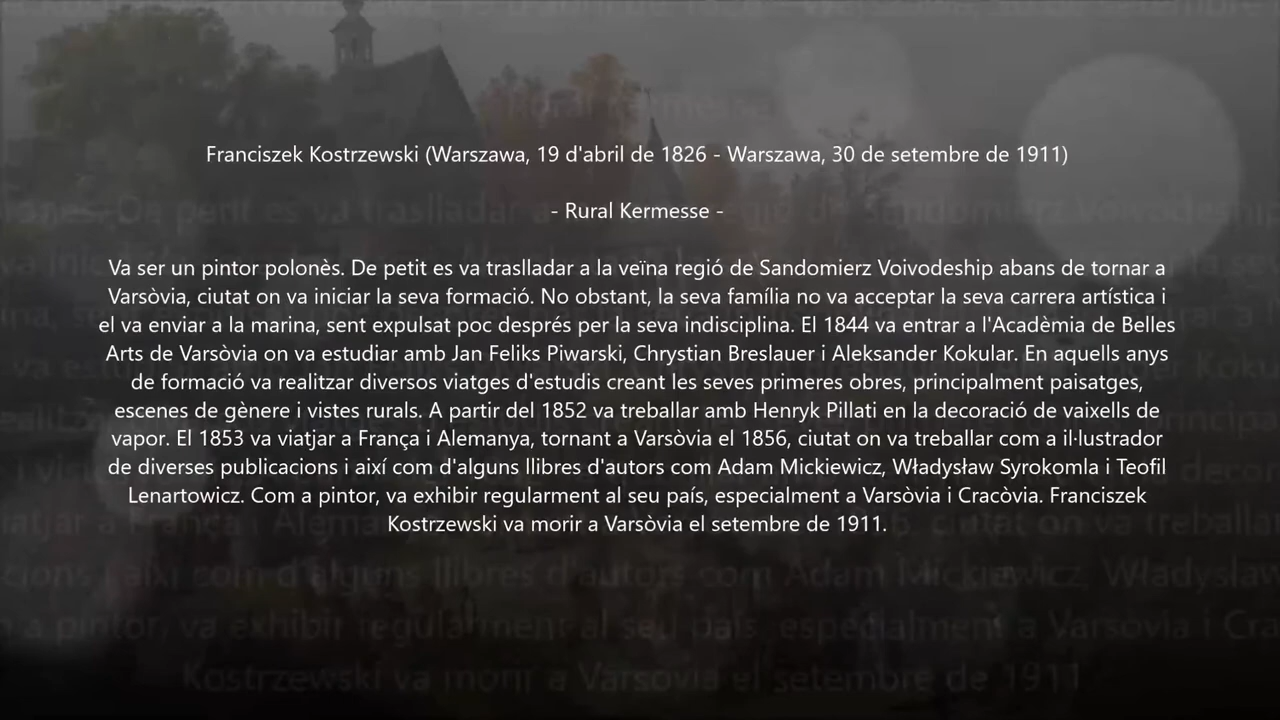 Franciszek Kostrzewski (Warszawa, 19 d'abril de 1826 - Warszawa, 30 de setembre de 1911)
- Rural Kermesse -
Va ser un pintor polonès. De petit es va traslladar a la veïna regió de Sandomierz Voivodeship abans de tornar a
Varsòvia, ciutat on va iniciar la seva formació. No obstant, la seva família no va acceptar la seva carrera artística i
el va enviar a la marina, sent expulsat poc després per la seva indisciplina. El 1844 va entrar a l'Acadèmia de Belles
Arts de Varsòvia on va estudiar amb Jan Feliks Piwarski, Chrystian Breslauer i Aleksander Kokular. En aquells anys
de formació va realitzar diversos viatges d'estudis creant les seves primeres obres, principalment paisatges,
escenes de gènere i vistes rurals. A partir del 1852 va treballar amb Henryk Pillati en la decoració de vaixells de
vapor. El 1853 va viatjar a França i Alemanya, tornant a Varsòvia el 1856, ciutat on va treballar com a il·lustrador
de diverses publicacions i així com d'alguns llibres d'autors com Adam Mickiewicz, Władysław Syrokomla i Teofil
Lenartowicz. Com a pintor, va exhibir regularment al seu país, especialment a Varsòvia i Cracòvia. Franciszek
Kostrzewski va morir a Varsòvia el setembre de 1911.